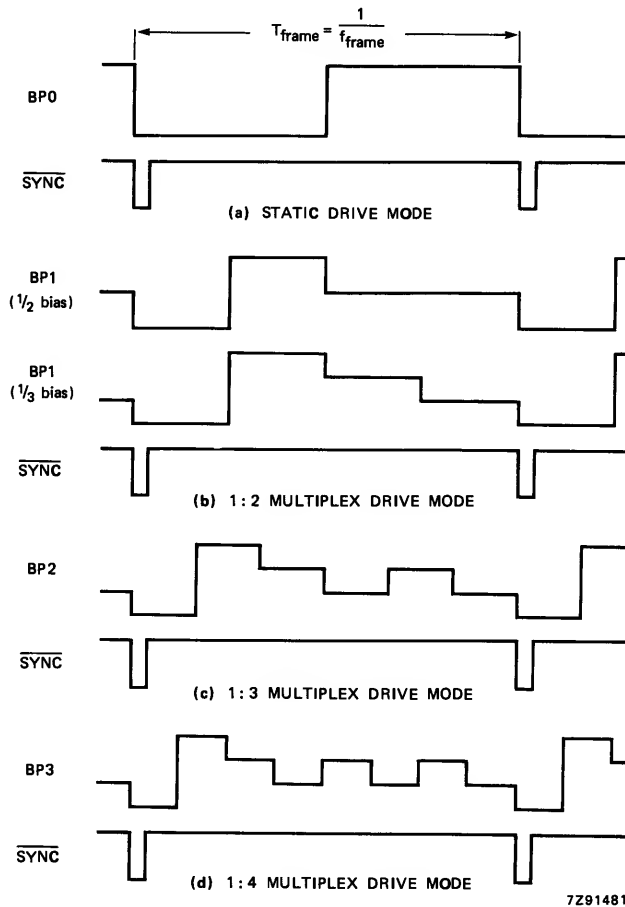 T_frame = 1 / f_frame
BP0
SYNC
(a) STATIC DRIVE MODE
BP1
(1/2 bias)
BP1
(1/3 bias)
SYNC
(b) 1:2 MULTIPLEX DRIVE MODE
BP2
SYNC
(c) 1:3 MULTIPLEX DRIVE MODE
BP3
SYNC
(d) 1:4 MULTIPLEX DRIVE MODE
7Z91481